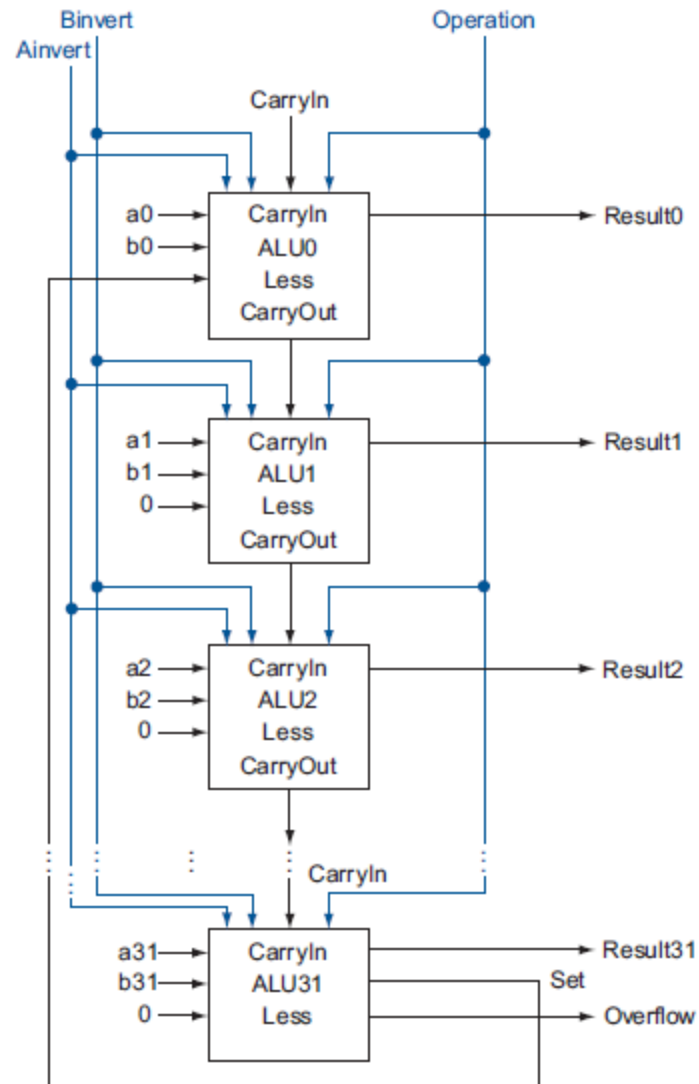 Binvert
Operation
Ainvert
CarryIn
a0
CarryIn
Result0
b0
ALU0
Less
CarryOut
a1
CarryIn
Result1
b1
ALU1
0
Less
CarryOut
a2
CarryIn
Result2
b2
ALU2
0
Less
CarryOut
CarryIn
a31
CarryIn
Result31
b31
ALU31
Set
0
Less
Overflow